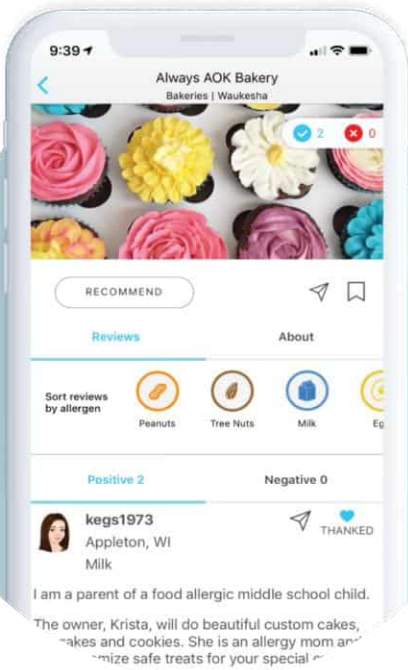 9:39
Always AOK Bakery
Bakeries | Waukesha
2 0
RECOMMEND
Reviews About
Sort reviews
by allergen
Peanuts Tree Nuts Milk
Positive 2 Negative 0
kegs1973
THANKED
Appleton, WI
Milk
I am a parent of a food allergic middle school child.
The owner, Krista, will do beautiful custom cakes,
and cookies. She is an allergy mom
safe treats for your special